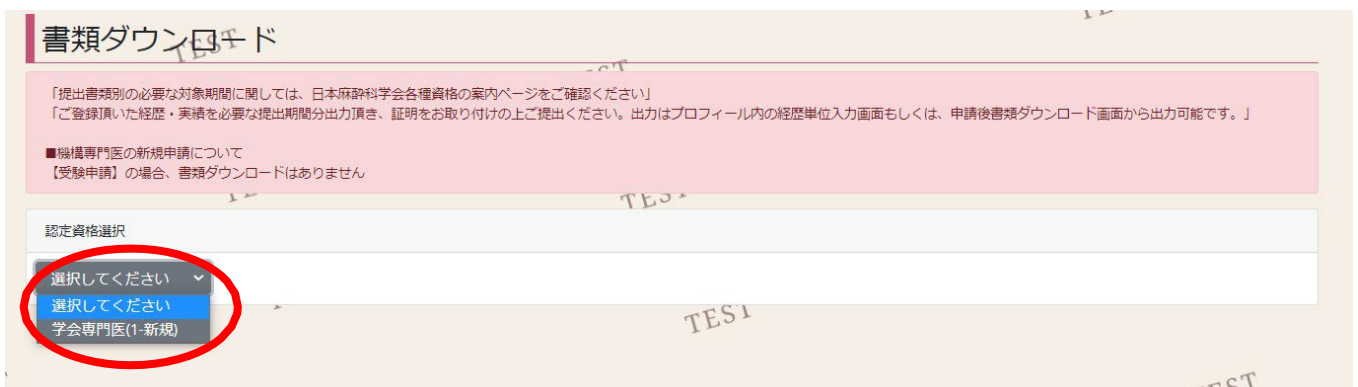 書類ダウンロード
「提出書類別の必要な対象期間に関しては、日本麻酔科学会各種資格の案内ページをご確認ください」
「ご登録頂いた経歴・実績を必要な提出期間分出力頂き、証明をお取り付けの上ご提出ください。出力はプロフィール内の経歴単位入力画面もしくは、申請後書類ダウンロード画面から出力可能です。」
■機構専門医の新規申請について
【受験申請】の場合、書類ダウンロードはありません
認定資格選択
選択してください
選択してください
学会専門医(1-新規)
TEST
TEST
TEST